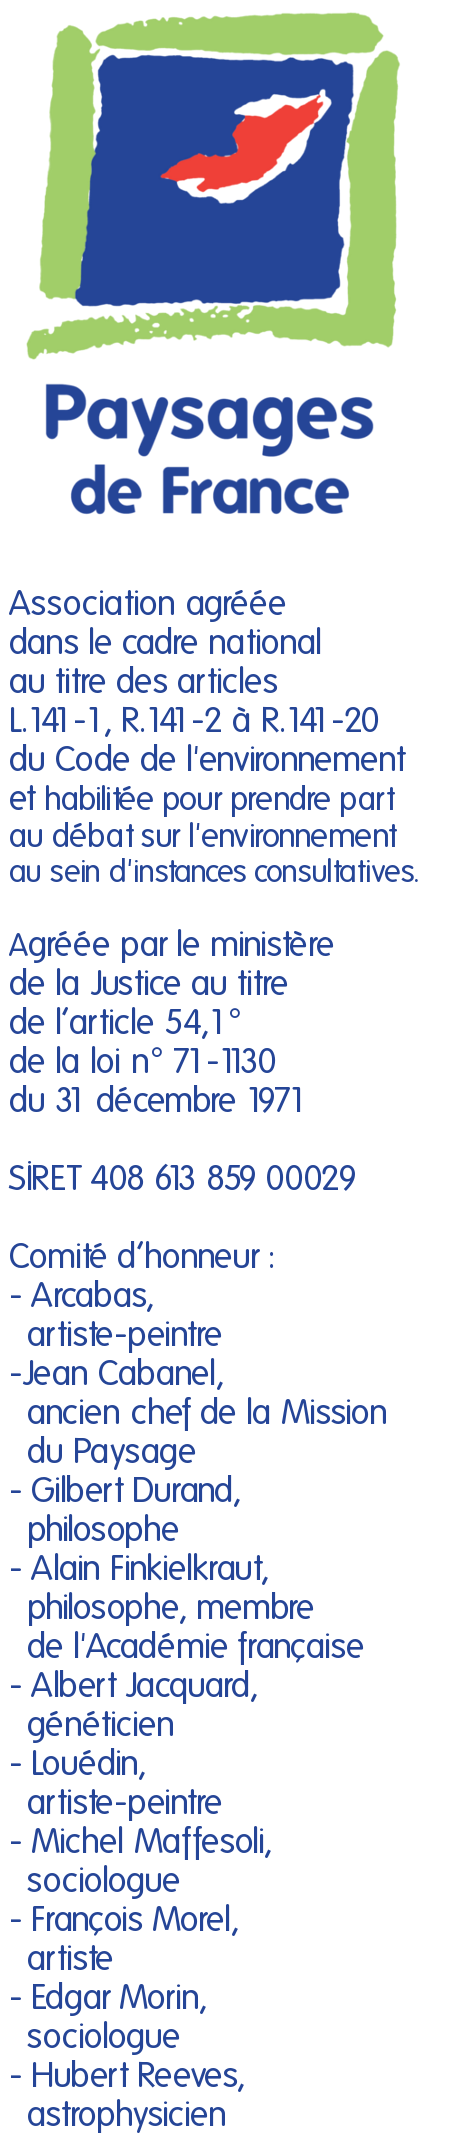 Paysages
de France
Association agréée
dans le cadre national
au titre des articles
L.141-1, R.141-2 à R.141-20
du Code de l'environnement
et habilitée pour prendre part
au débat sur l'environnement
au sein d'instances consultatives.
Agréée par le ministère
de la Justice au titre
de l’article 54,1°
de la loi n° 71-1130
du 31 décembre 1971
SIRET 408 613 859 00029
Comité d’honneur :
- Arcabas,
artiste-peintre
-Jean Cabanel,
ancien chef de la Mission
du Paysage
- Gilbert Durand,
philosophe
- Alain Finkielkraut,
philosophe, membre
de l'Académie française
- Albert Jacquard,
généticien
- Louédin,
artiste-peintre
- Michel Maffesoli,
sociologue
- François Morel,
artiste
- Edgar Morin,
sociologue
- Hubert Reeves,
astrophysicien